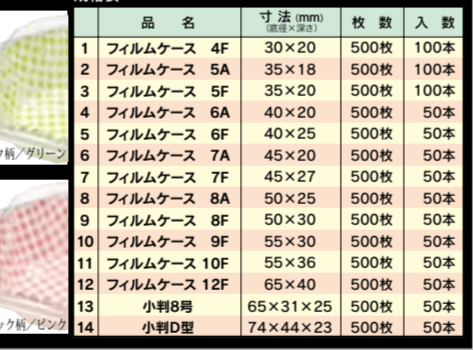 品 名 寸法(mm) (底径×深さ) 枚 数 入 数
1 フィルムケース 4F 30×20 500枚 100本
2 フィルムケース 5A 35×18 500枚 100本
3 フィルムケース 5F 35×20 500枚 100本
4 フィルムケース 6A 40×20 500枚 50本
5 フィルムケース 6F 40×25 500枚 50本
6 フィルムケース 7A 45×20 500枚 50本
7 フィルムケース 7F 45×27 500枚 50本
8 フィルムケース 8A 50×25 500枚 50本
9 フィルムケース 8F 50×30 500枚 50本
10 フィルムケース 9F 55×30 500枚 50本
11 フィルムケース 10F 55×36 500枚 50本
12 フィルムケース 12F 65×40 500枚 50本
13 小判8号 65×31×25 500枚 50本
14 小判D型 74×44×23 500枚 50本
ク柄/グリーン
ック柄/ピンク